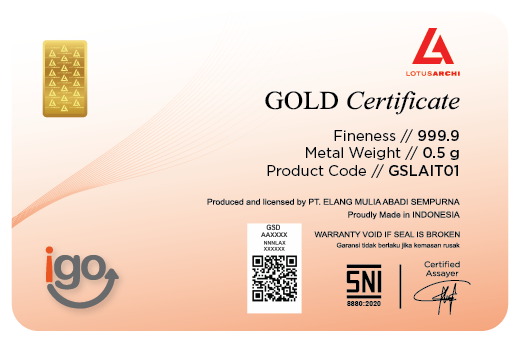 LOTUSARCHI
GOLD Certificate
Fineness // 999.9
Metal Weight // 0.5 g
Product Code // GSLAIT01
Produced and licensed by PT. ELANG MULIA ABADI SEMPURNA
Proudly Made in INDONESIA
WARRANTY VOID IF SEAL IS BROKEN
Garansi tidak berlaku jika kemasan rusak
GSD
AAXXXX
NNNLAX
XXXXXX
igo
SNI
8880:2020
Certified
Assayer